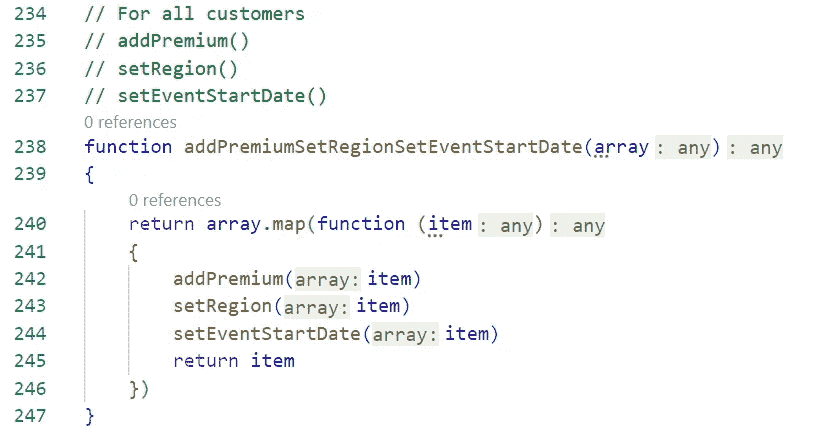 234 // For all customers
235 // addPremium()
236 // setRegion()
237 // setEventStartDate()
0 references
238 function addPremiumSetRegionSetEventStartDate(array : any) : any
239 {
0 references
240 return array.map(function (item : any) : any
241 {
242 addPremium(array: item)
243 setRegion(array: item)
244 setEventStartDate(array: item)
245 return item
246 })
247 }